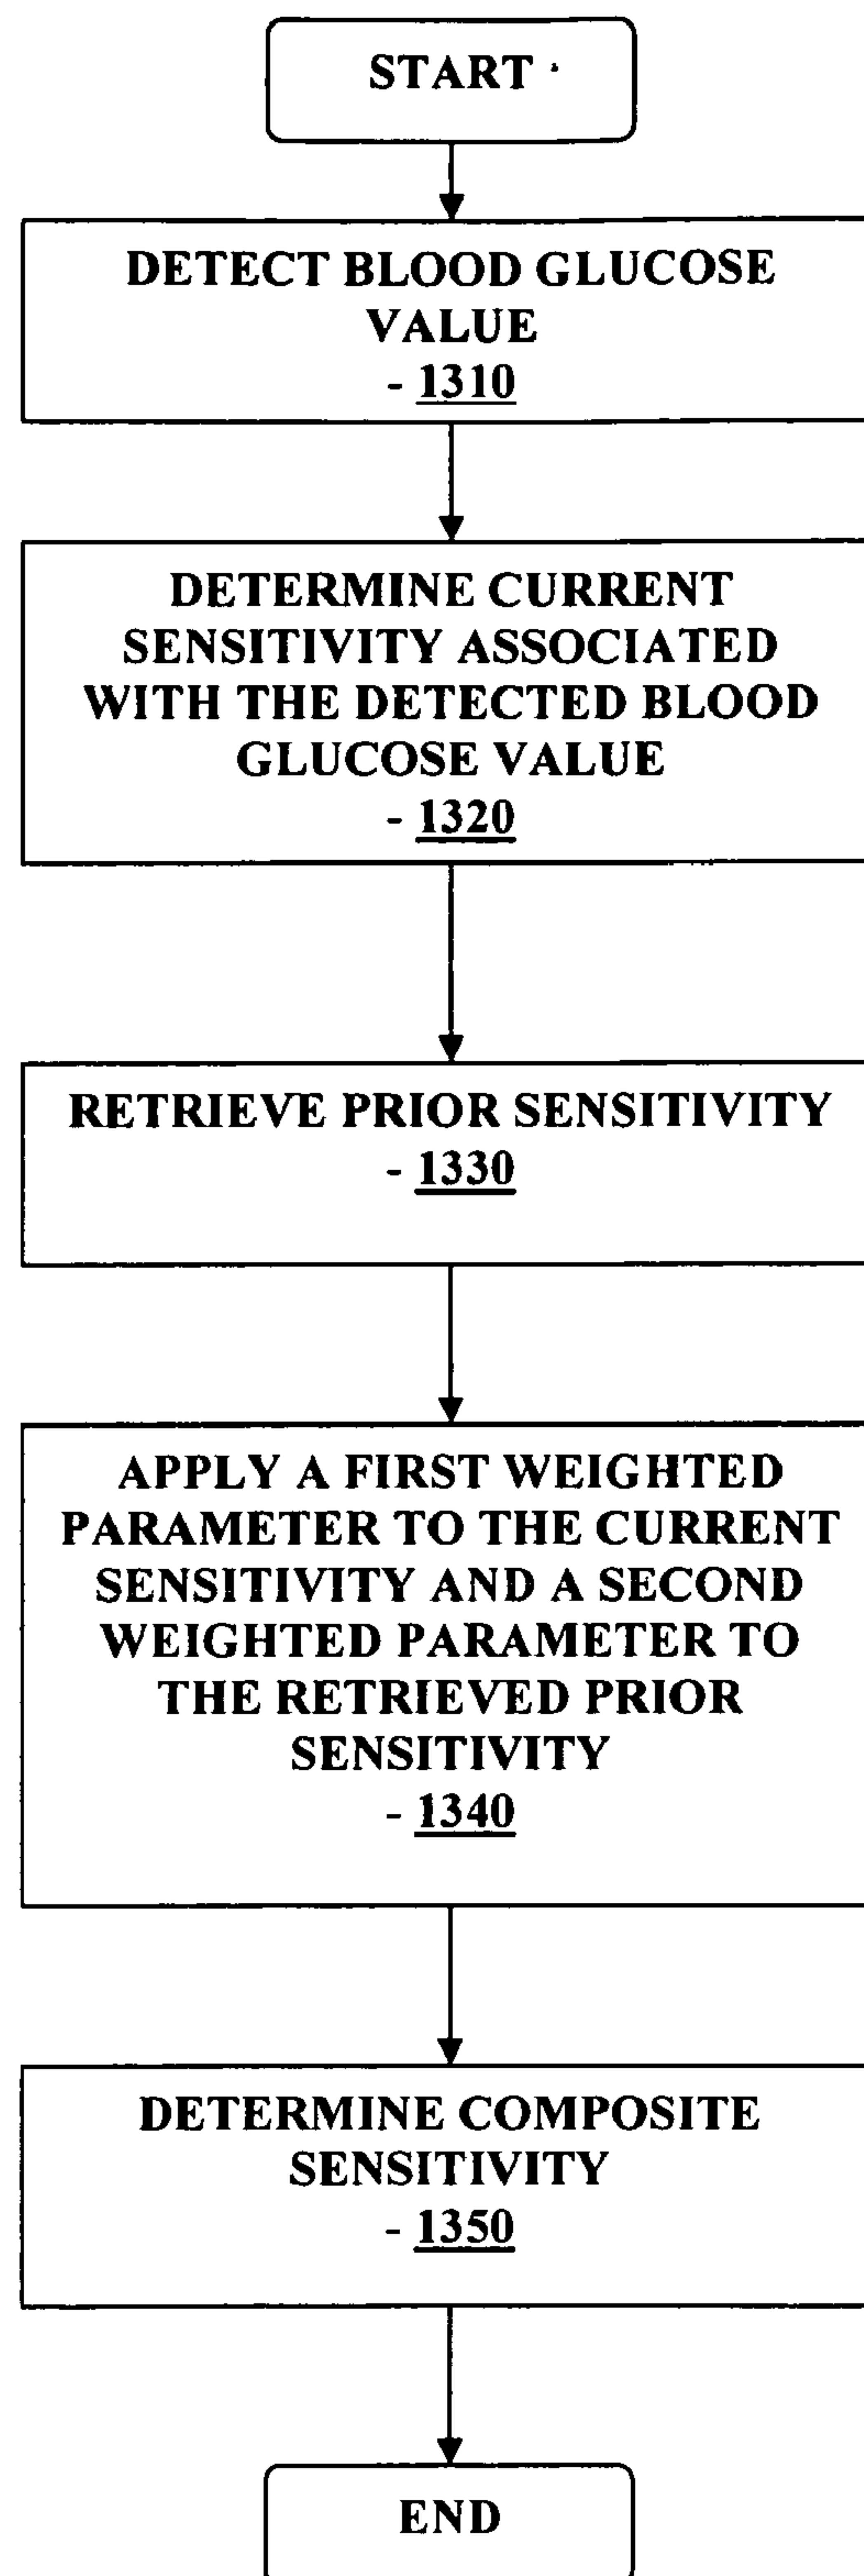 START
DETECT BLOOD GLUCOSE
VALUE
- 1310
DETERMINE CURRENT
SENSITIVITY ASSOCIATED
WITH THE DETECTED BLOOD
GLUCOSE VALUE
- 1320
RETRIEVE PRIOR SENSITIVITY
- 1330
APPLY A FIRST WEIGHTED
PARAMETER TO THE CURRENT
SENSITIVITY AND A SECOND
WEIGHTED PARAMETER TO
THE RETRIEVED PRIOR
SENSITIVITY
- 1340
DETERMINE COMPOSITE
SENSITIVITY
- 1350
END